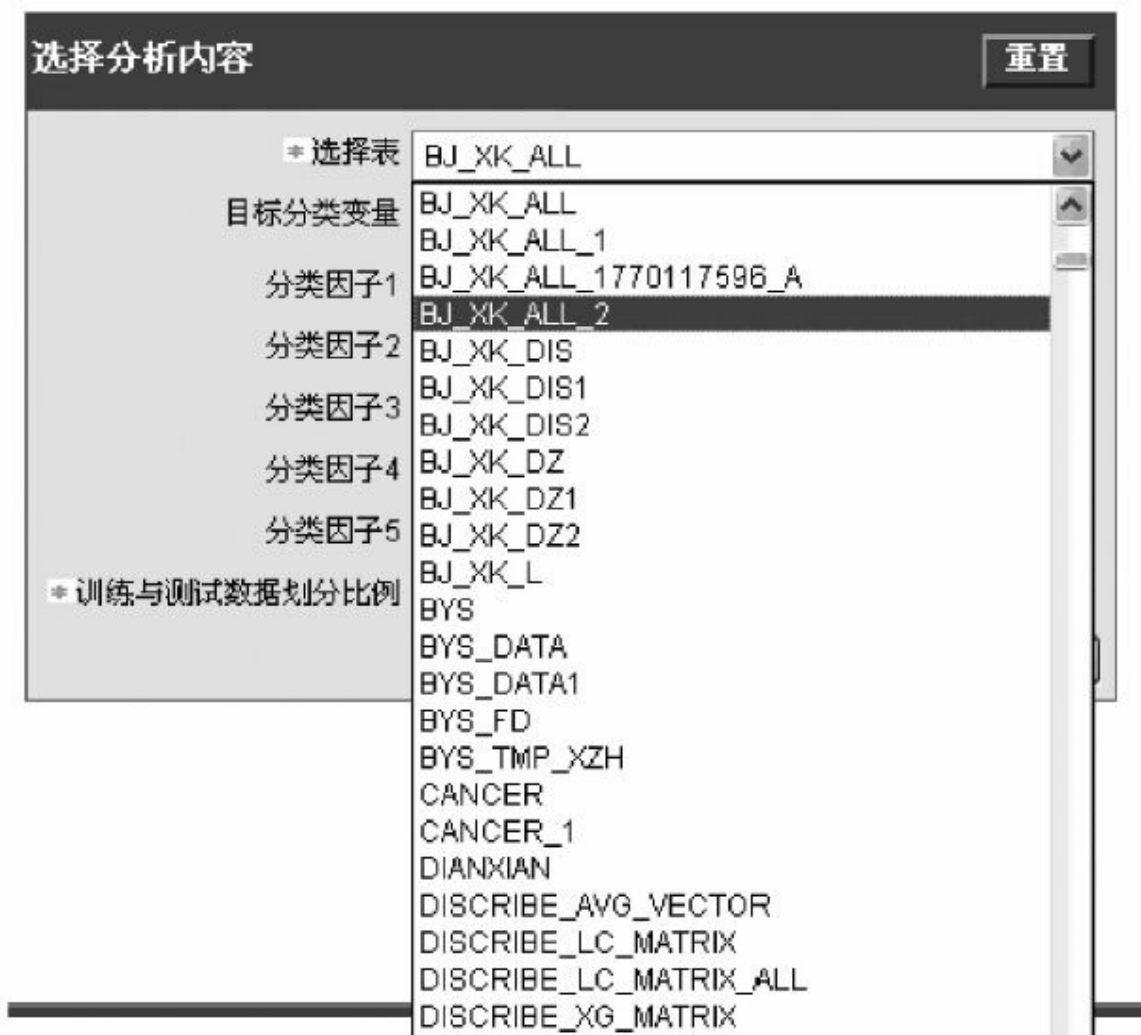 选择分析内容 重置
* 选择表 BJ_XK_ALL
目标分类变量
分类因子1
分类因子2
分类因子3
分类因子4
分类因子5
* 训练与测试数据划分比例
BJ_XK_ALL
BJ_XK_ALL_1
BJ_XK_ALL_1770117596_A
BJ_XK_ALL_2
BJ_XK_DIS
BJ_XK_DIS1
BJ_XK_DIS2
BJ_XK_DZ
BJ_XK_DZ1
BJ_XK_DZ2
BJ_XK_L
BYS
BYS_DATA
BYS_DATA1
BYS_FD
BYS_TMP_XZH
CANCER
CANCER_1
DIANXIAN
DISCRIBE_AVG_VECTOR
DISCRIBE_LC_MATRIX
DISCRIBE_LC_MATRIX_ALL
DISCRIBE_XG_MATRIX